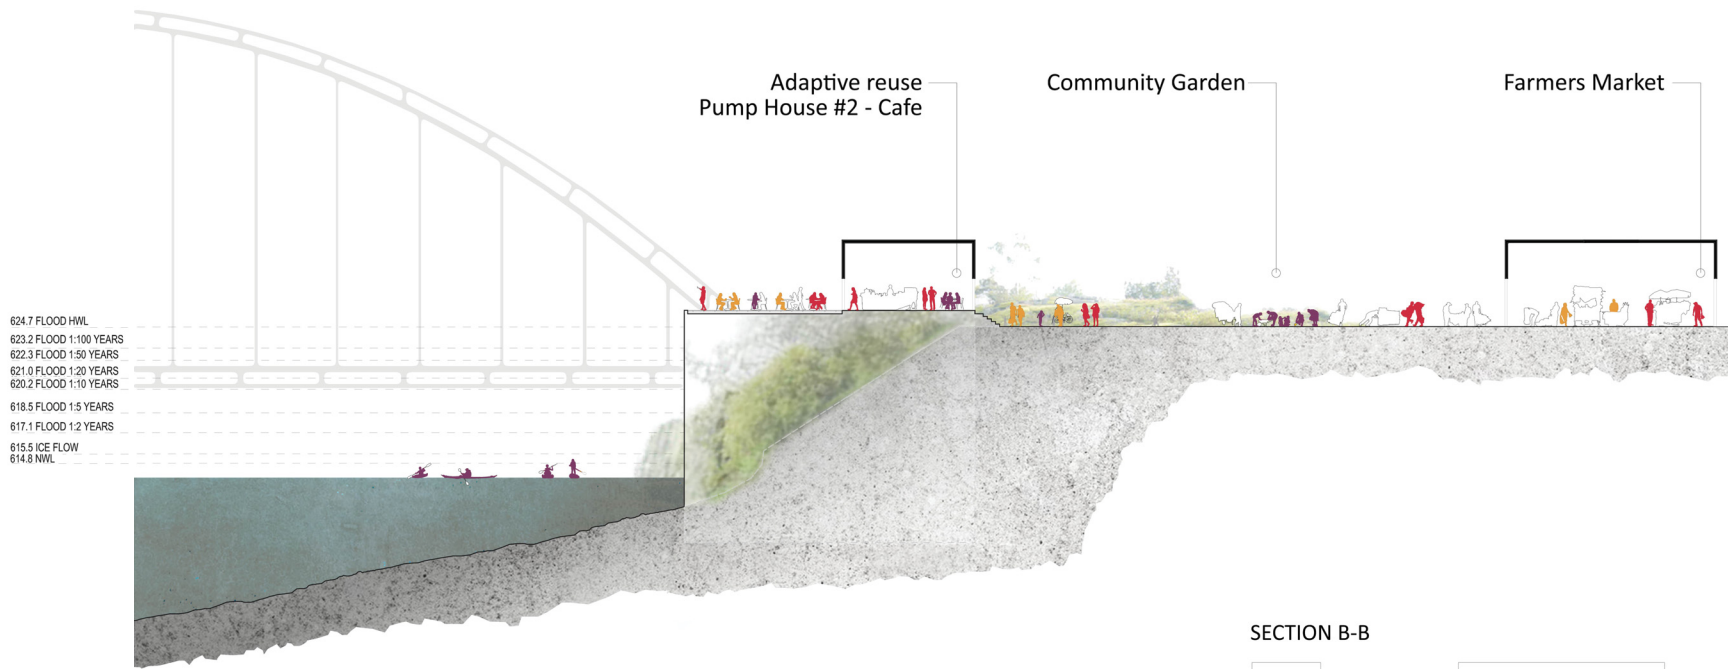 Adaptive reuse
Pump House #2 - Cafe
Community Garden
Farmers Market
624.7 FLOOD HWL
623.2 FLOOD 1:100 YEARS
622.3 FLOOD 1:50 YEARS
621.0 FLOOD 1:20 YEARS
620.2 FLOOD 1:10 YEARS
618.5 FLOOD 1:5 YEARS
617.1 FLOOD 1:2 YEARS
615.5 ICE FLOW
614.8 NWL
SECTION B-B